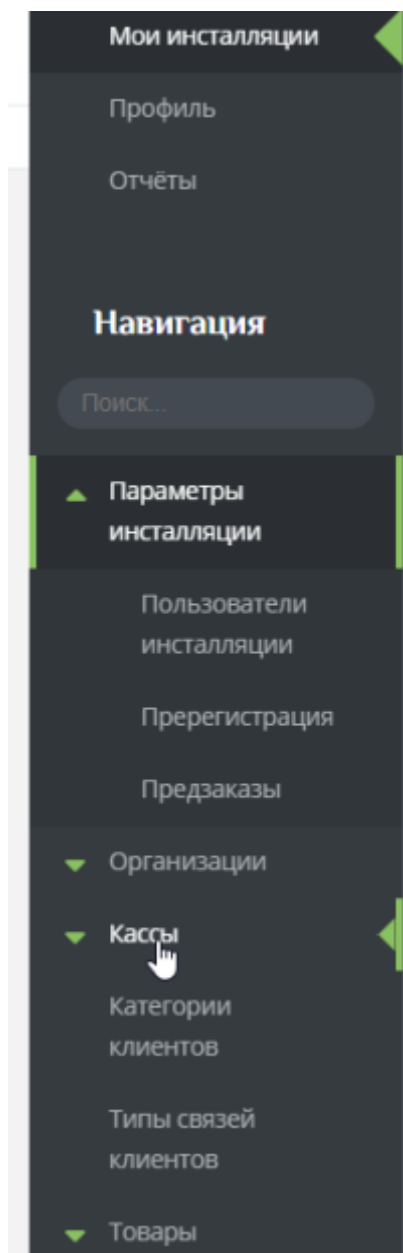 Мои инсталляции
Профиль
Отчёты
Навигация
Поиск...
Параметры
инсталляции
Пользователи
инсталляции
Пререгистрация
Предзаказы
Организации
Кассы
Категории
клиентов
Типы связей
клиентов
Товары